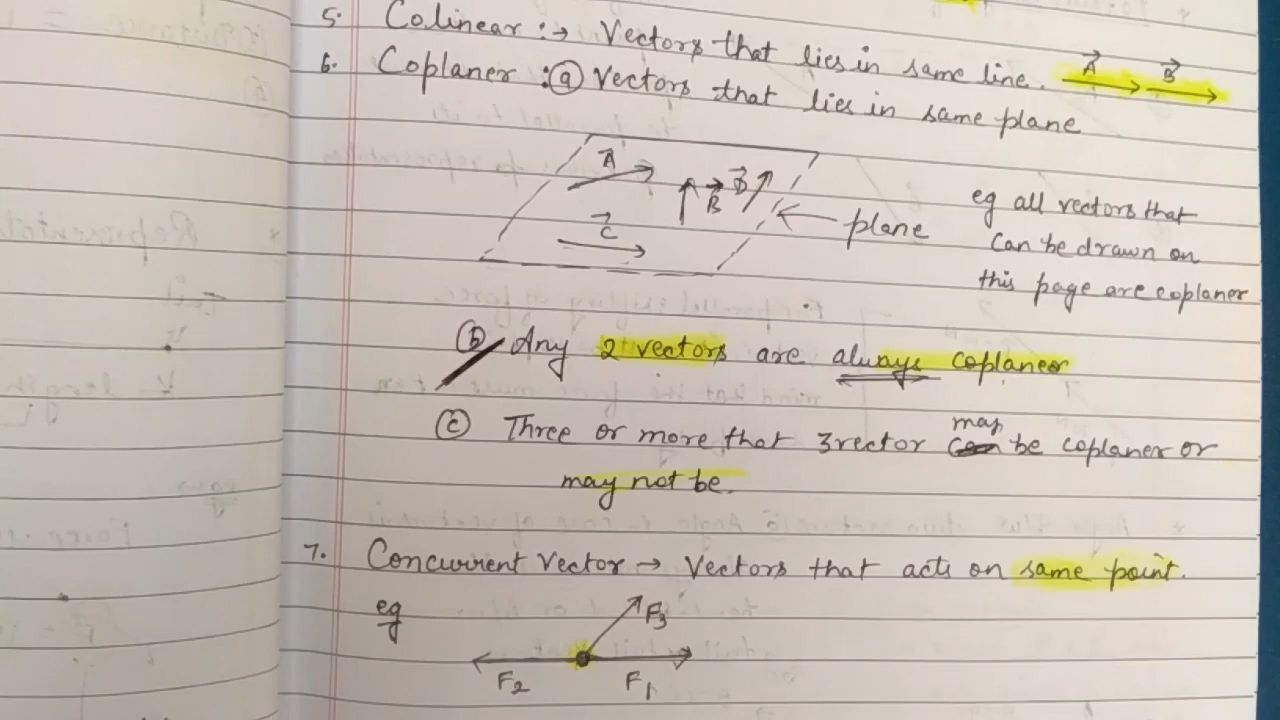 5. Colinear :→ Vectors that lies in same line. A B
6. Coplaner :ⓐ Vectors that lies in same plane
A B D
C
plane
eg all vectors that
can be drawn on
this page are coplaner
ⓑ Any 2 vectors are always coplaner
ⓒ Three or more that 3 vector may be coplaner or
may not be.
7. Concurrent Vector → Vectors that acts on same point.
eg
F3
F2 F1